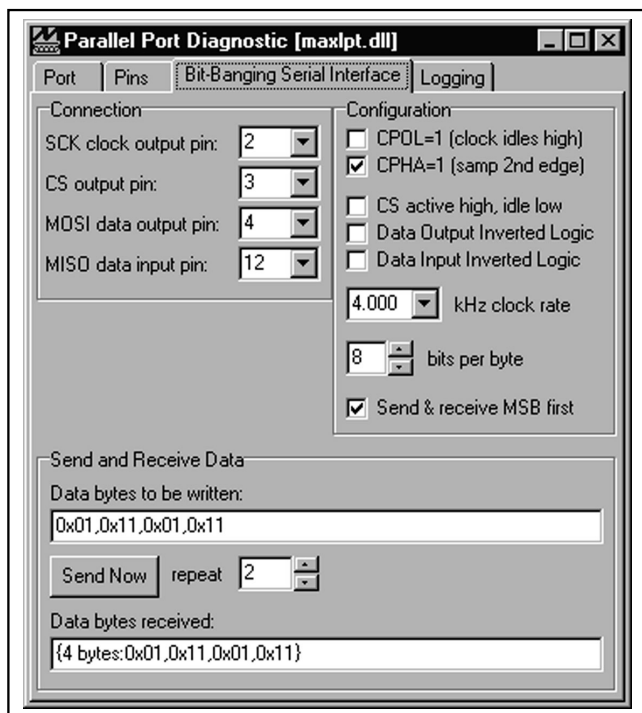 Parallel Port Diagnostic [maxlpt.dll]
Port Pins Bit-Banging Serial Interface Logging
Connection
SCK clock output pin: 2
CS output pin: 3
MOSI data output pin: 4
MISO data input pin: 12
Configuration
CPOL=1 (clock idles high)
CPHA=1 (samp 2nd edge)
CS active high, idle low
Data Output Inverted Logic
Data Input Inverted Logic
4.000 kHz clock rate
8 bits per byte
Send & receive MSB first
Send and Receive Data
Data bytes to be written:
0x01,0x11,0x01,0x11
Send Now repeat 2
Data bytes received:
{4 bytes:0x01,0x11,0x01,0x11}